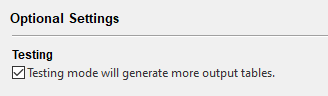 Optional Settings
Testing
Testing mode will generate more output tables.